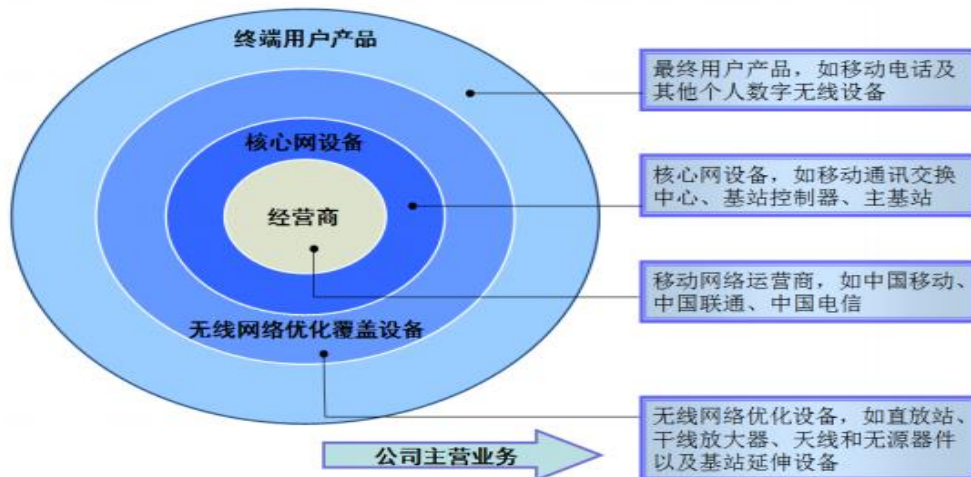 终端用户产品
核心网设备
经营商
无线网络优化覆盖设备
最终用户产品，如移动电话及
其他个人数字无线设备
核心网设备，如移动通讯交换
中心、基站控制器、主基站
移动网络运营商，如中国移动、
中国联通、中国电信
无线网络优化设备，如直放站、
干线放大器、天线和无源器件
以及基站延伸设备
公司主营业务